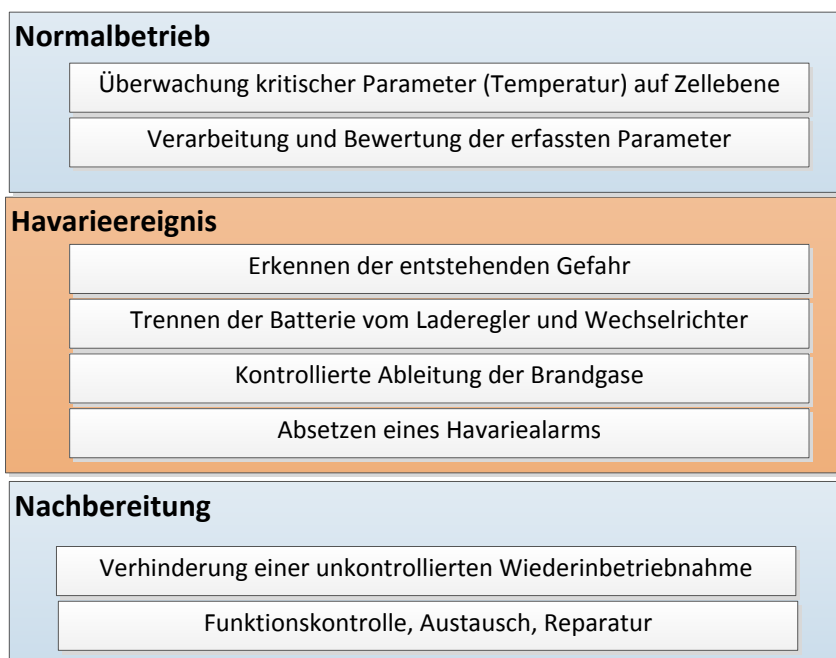 Normalbetrieb
Überwachung kritischer Parameter (Temperatur) auf Zellebene
Verarbeitung und Bewertung der erfassten Parameter
Havarieereignis
Erkennen der entstehenden Gefahr
Trennen der Batterie vom Laderegler und Wechselrichter
Kontrollierte Ableitung der Brandgase
Absetzen eines Havariealarms
Nachbereitung
Verhinderung einer unkontrollierten Wiederinbetriebnahme
Funktionskontrolle, Austausch, Reparatur